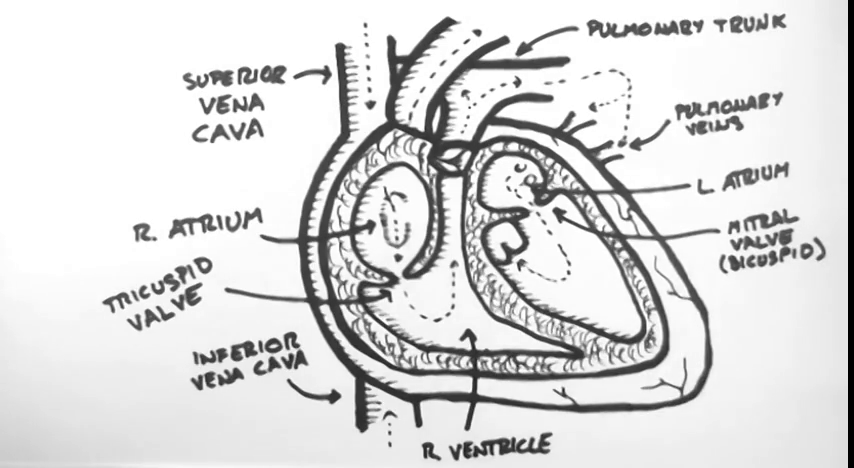 PULMONARY TRUNK
SUPERIOR
VENA
CAVA
PULMONARY
VEINS
L. ATRIUM
R. ATRIUM
MITRAL
VALVE
(BICUSPID)
TRICUSPID
VALVE
INFERIOR
VENA CAVA
R. VENTRICLE